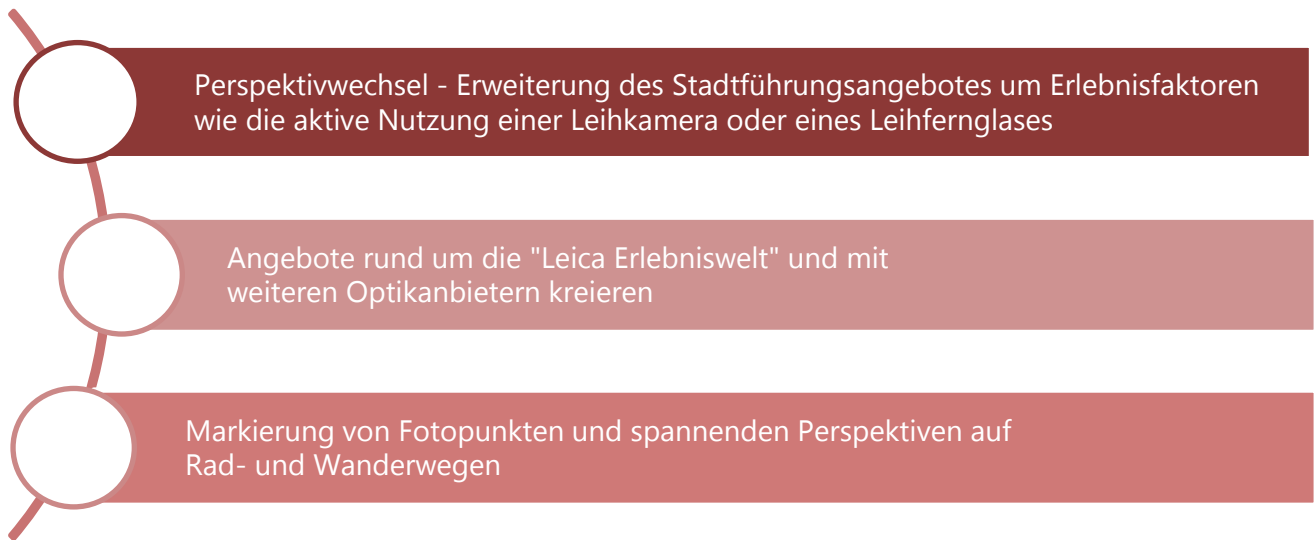 Perspektivwechsel - Erweiterung des Stadtführungsangebotes um Erlebnisfaktoren
wie die aktive Nutzung einer Leihkamera oder eines Leihfernglases
Angebote rund um die "Leica Erlebniswelt" und mit
weiteren Optikanbietern kreieren
Markierung von Fotopunkten und spannenden Perspektiven auf
Rad- und Wanderwegen